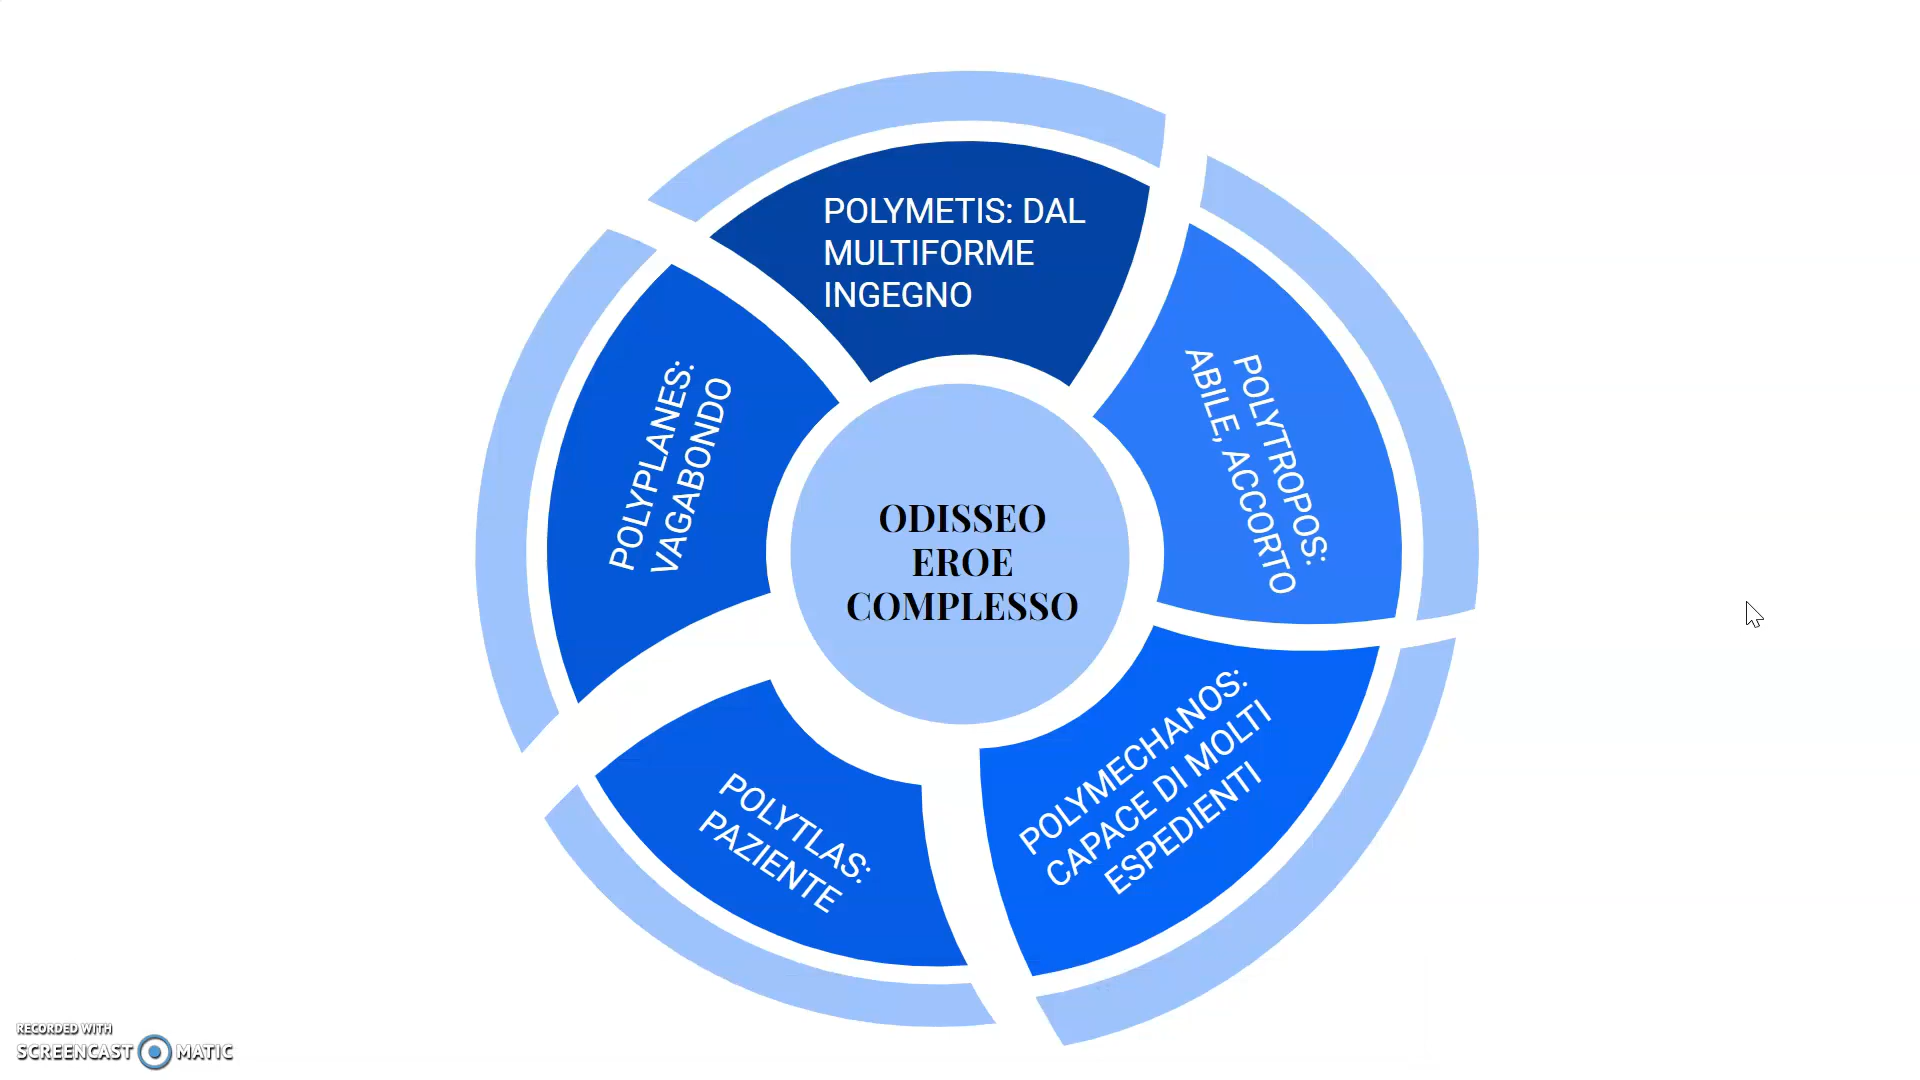 POLYMETIS: DAL
MULTIFORME
INGEGNO
POLYTROPOS:
ABILE, ACCORTO
POLYMECHANOS:
CAPACE DI MOLTI
ESPEDIENTI
POLYTLAS:
PAZIENTE
POLYPLANES:
VAGABONDO
ODISSEO
EROE
COMPLESSO
RECORDED WITH
SCREENCAST MATIC